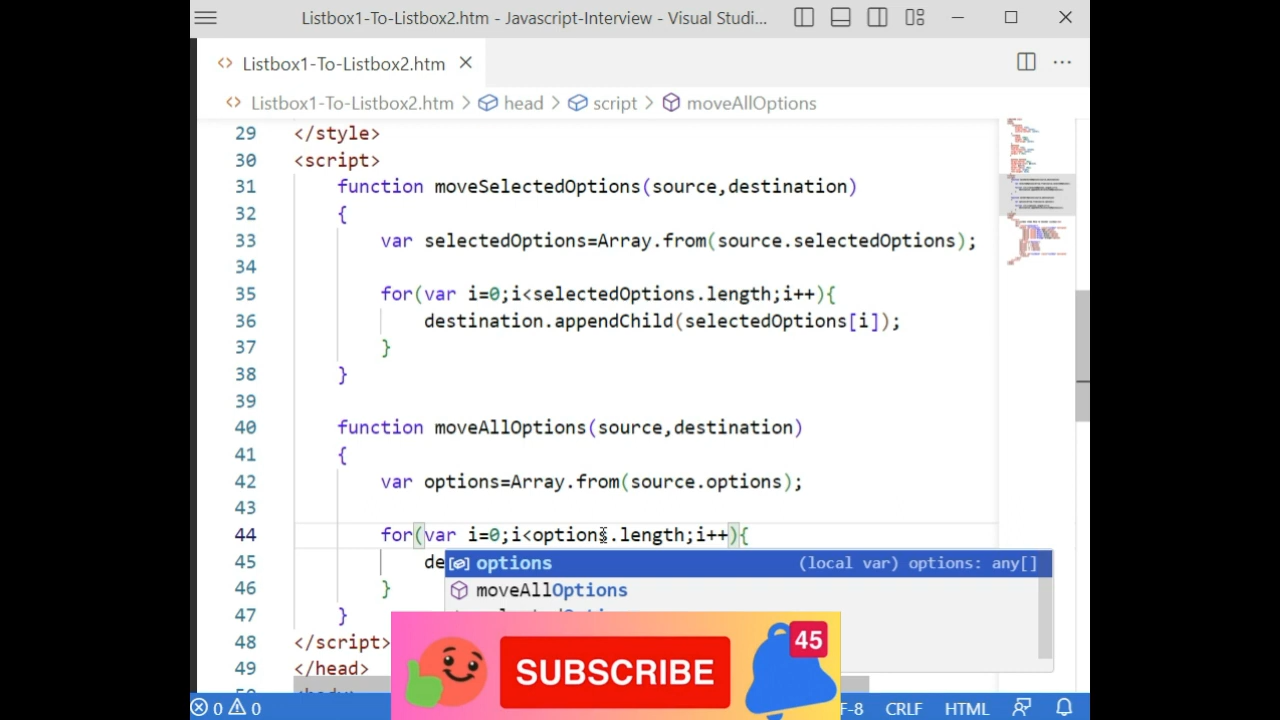 Listbox1-To-Listbox2.htm - Javascript-Interview - Visual Studi...
Listbox1-To-Listbox2.htm
Listbox1-To-Listbox2.htm > head > script > moveAllOptions
29 </style>
30 <script>
31 function moveSelectedOptions(source,destination)
32 {
33 var selectedOptions=Array.from(source.selectedOptions);
34
35 for(var i=0;i<selectedOptions.length;i++){
36 destination.appendChild(selectedOptions[i]);
37 }
38 }
39
40 function moveAllOptions(source,destination)
41 {
42 var options=Array.from(source.options);
43
44 for(var i=0;i<options.length;i++){
45 de
options (local var) options: any[]
46 }
moveAllOptions
47 }
48 </script>
49 </head>
SUBSCRIBE
45
0 0
F-8 CRLF HTML